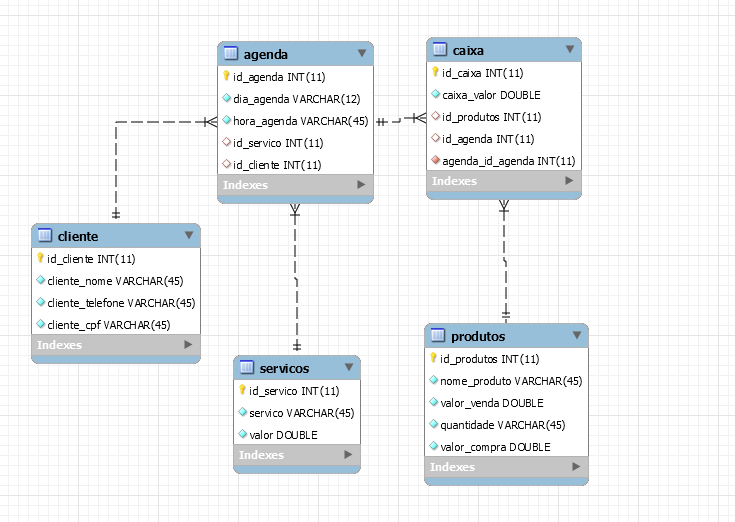 agenda
id_agenda INT(11)
dia_agenda VARCHAR(12)
hora_agenda VARCHAR(45)
id_servico INT(11)
id_cliente INT(11)
Indexes
caixa
id_caixa INT(11)
caixa_valor DOUBLE
id_produtos INT(11)
id_agenda INT(11)
agenda_id_agenda INT(11)
Indexes
cliente
id_cliente INT(11)
cliente_nome VARCHAR(45)
cliente_telefone VARCHAR(45)
cliente_cpf VARCHAR(45)
Indexes
servicos
id_servico INT(11)
servico VARCHAR(45)
valor DOUBLE
Indexes
produtos
id_produtos INT(11)
nome_produto VARCHAR(45)
valor_venda DOUBLE
quantidade VARCHAR(45)
valor_compra DOUBLE
Indexes